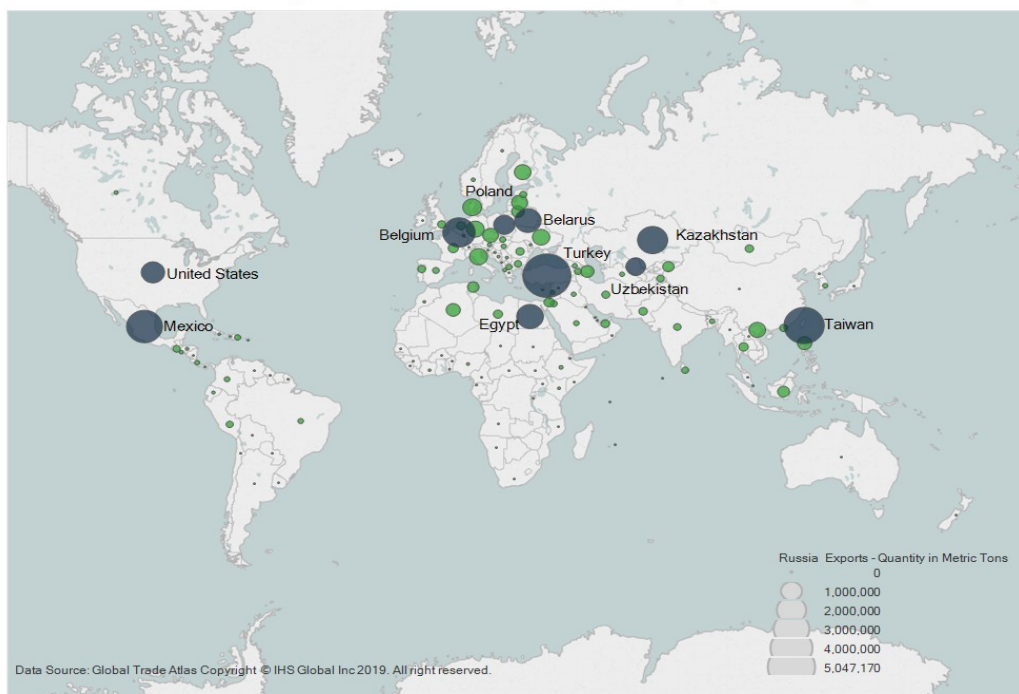 Poland
Belarus
Belgium
Kazakhstan
Turkey
United States
Uzbekistan
Mexico
Egypt
Taiwan
Russia Exports - Quantity in Metric Tons
0
1,000,000
2,000,000
3,000,000
4,000,000
5,047,170
Data Source: Global Trade Atlas Copyright © IHS Global Inc 2019. All right reserved.